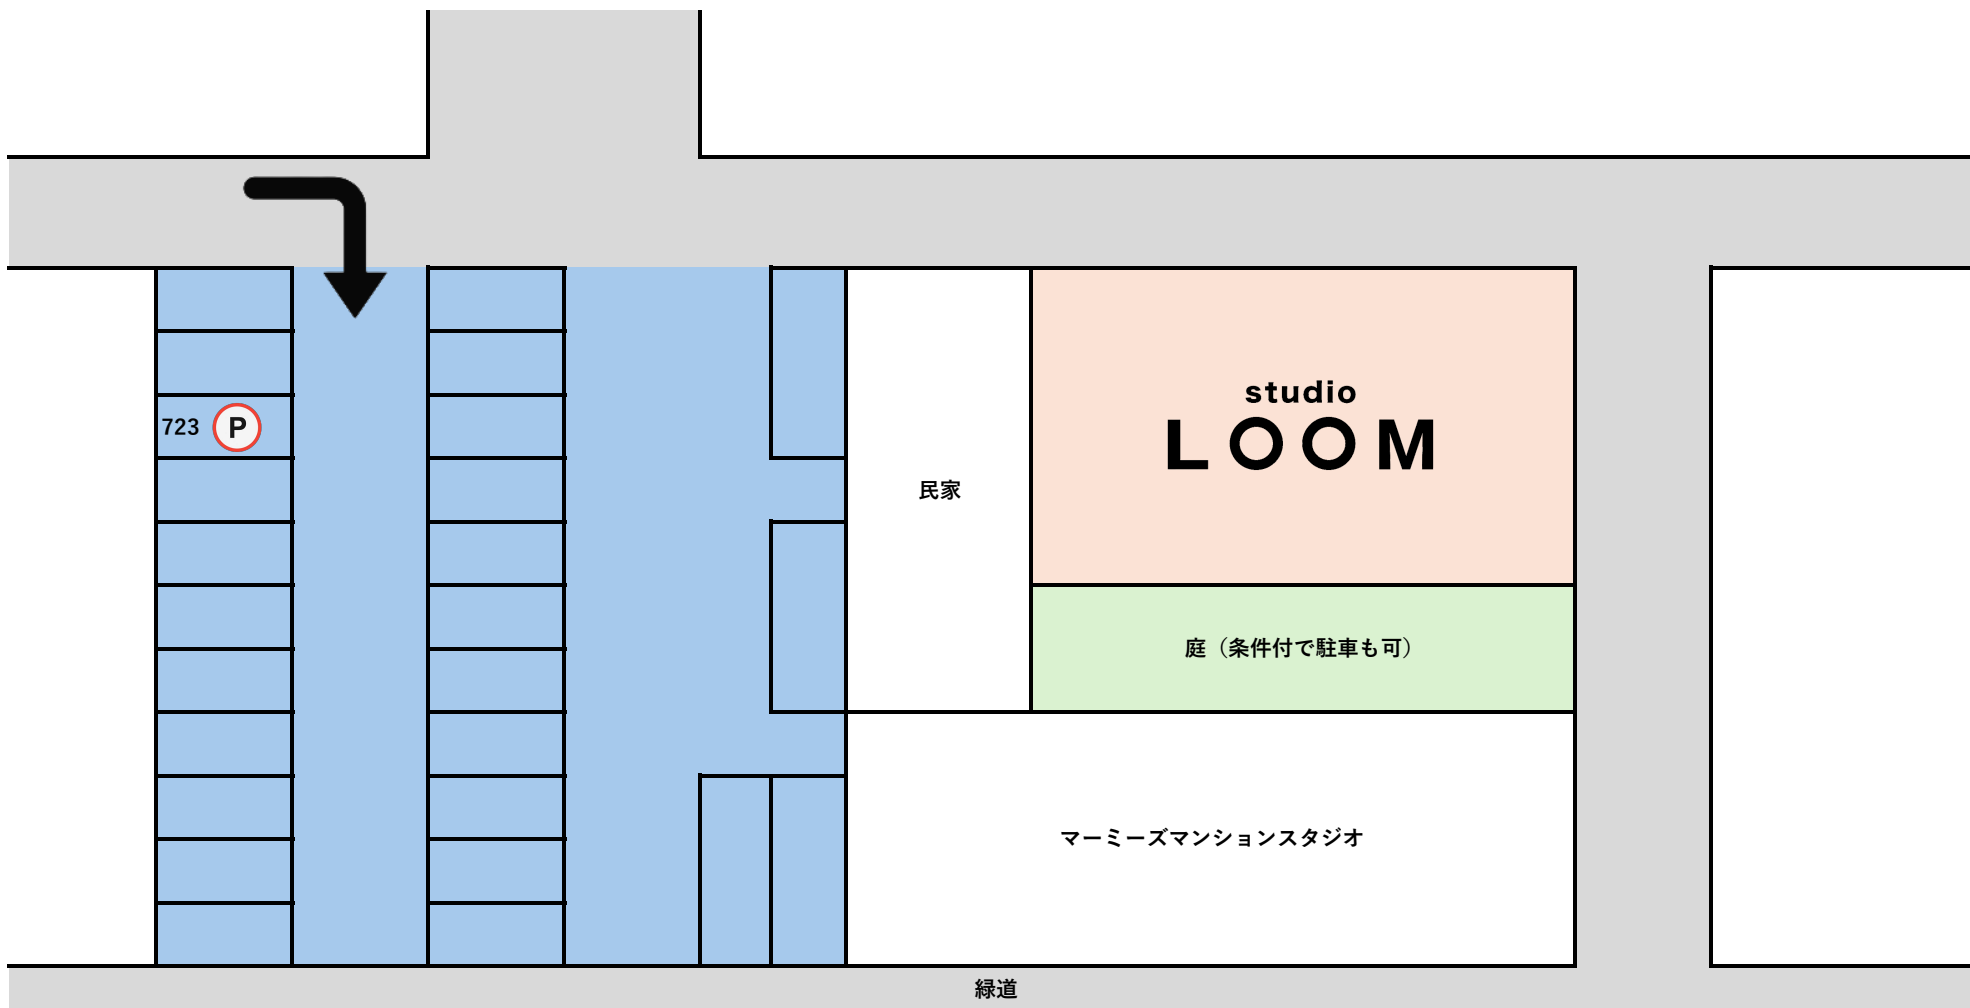 studio
LOOM
723 P
民家
庭（条件付で駐車も可）
マーミーズマンションスタジオ
緑道